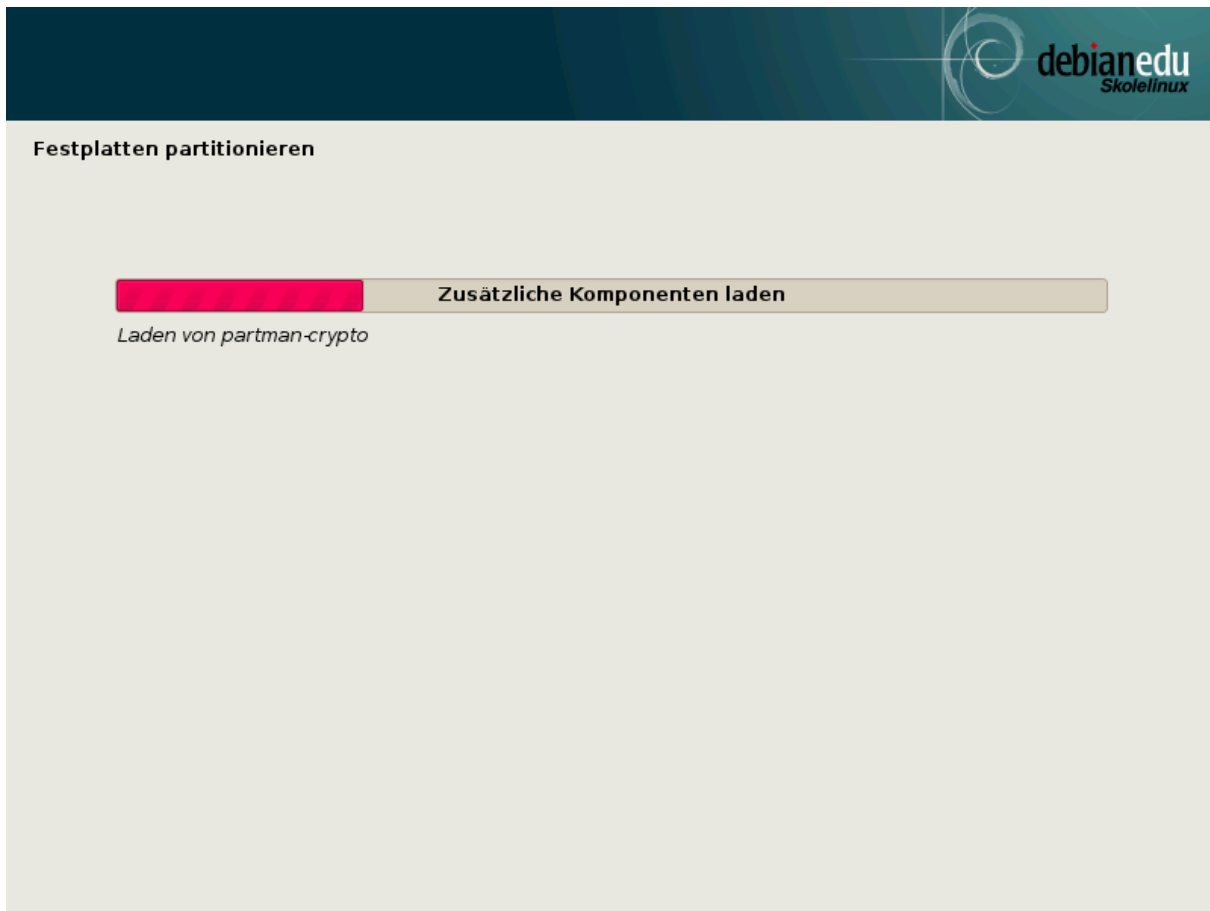 debianedu
Skolelinux
Festplatten partitionieren
Zusätzliche Komponenten laden
Laden von partman-crypto